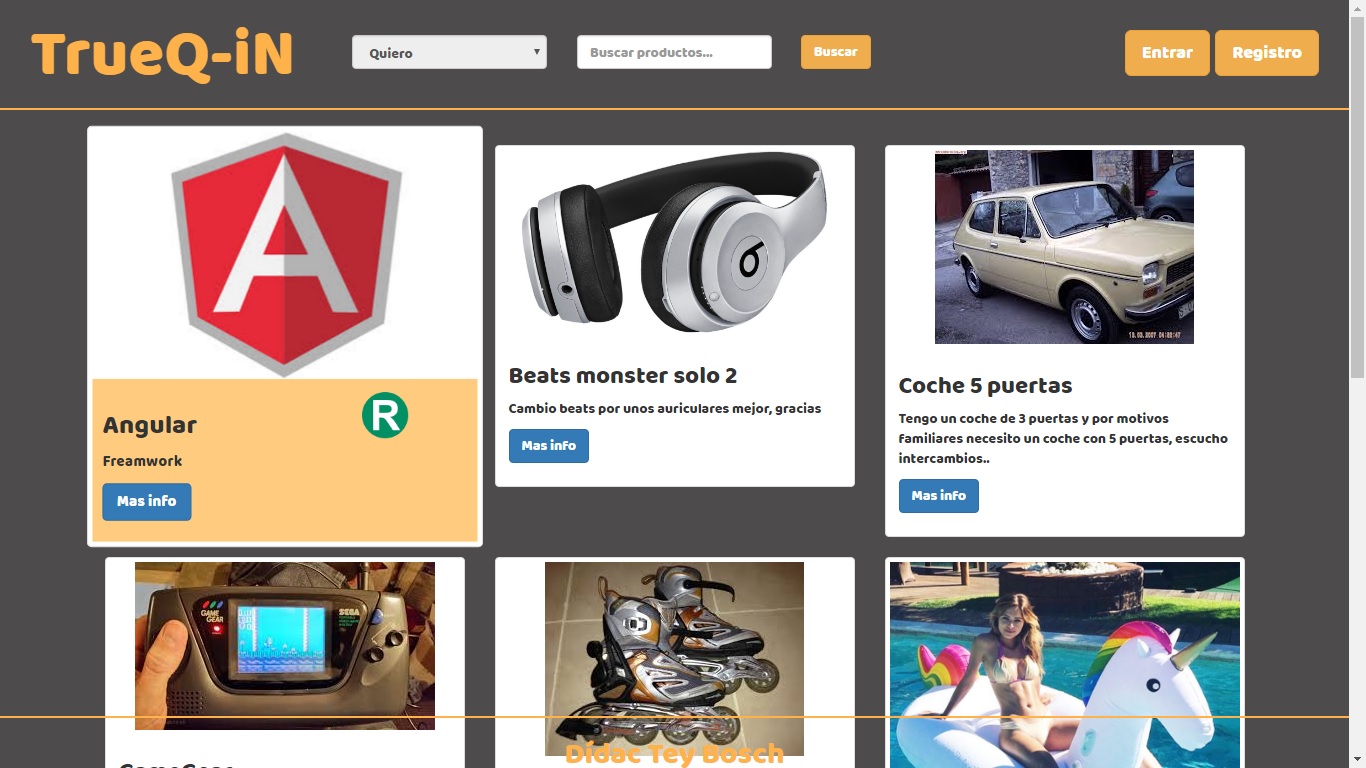 TrueQ-iN
Quiero
Buscar productos...
Buscar
Entrar
Registro
Angular
R
Freamwork
Mas info
Beats monster solo 2
Cambio beats por unos auriculares mejor, gracias
Mas info
Coche 5 puertas
Tengo un coche de 3 puertas y por motivos
familiares necesito un coche con 5 puertas, escucho
intercambios..
Mas info
GAME
GEAR
SEGA
GameGear
Dídac Tey Bosch